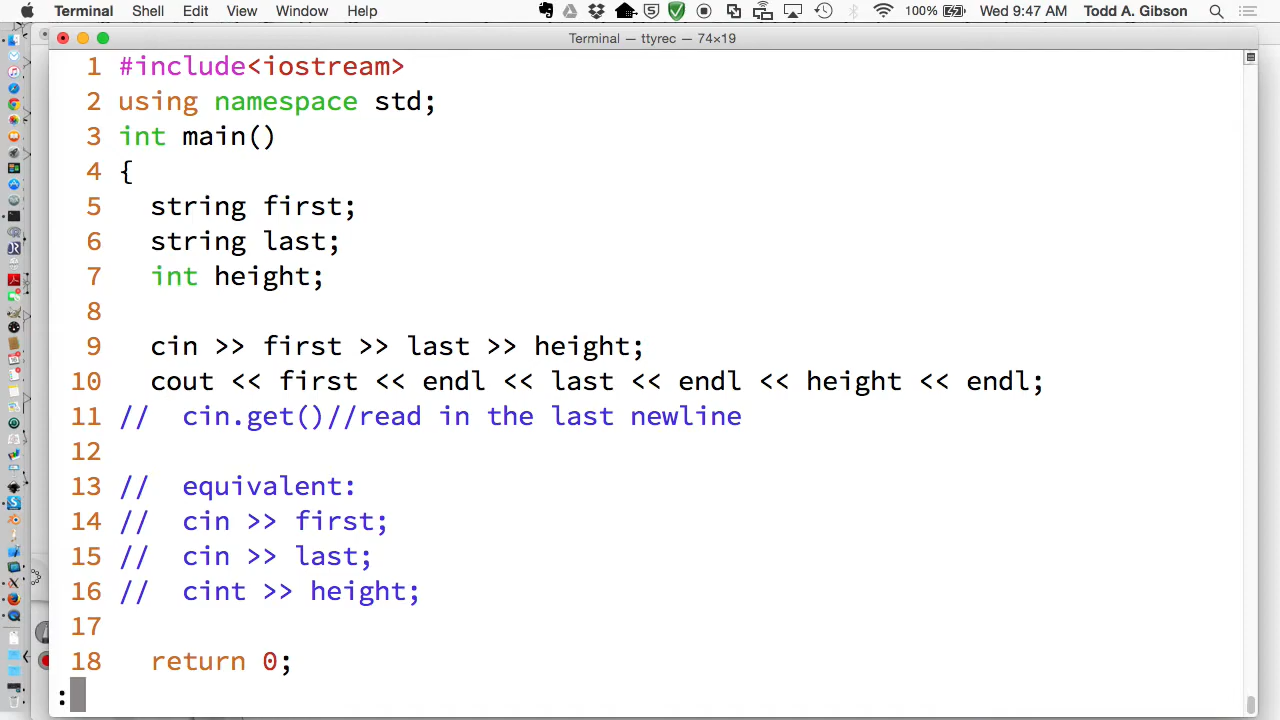 Terminal Shell Edit View Window Help 100% Wed 9:47 AM Todd A. Gibson
Terminal — ttyrec — 74×19
1 #include<iostream>
2 using namespace std;
3 int main()
4 {
5   string first;
6   string last;
7   int height;
8
9   cin >> first >> last >> height;
10   cout << first << endl << last << endl << height << endl;
11 //  cin.get()//read in the last newline
12
13 //  equivalent:
14 //  cin >> first;
15 //  cin >> last;
16 //  cint >> height;
17
18   return 0;
: